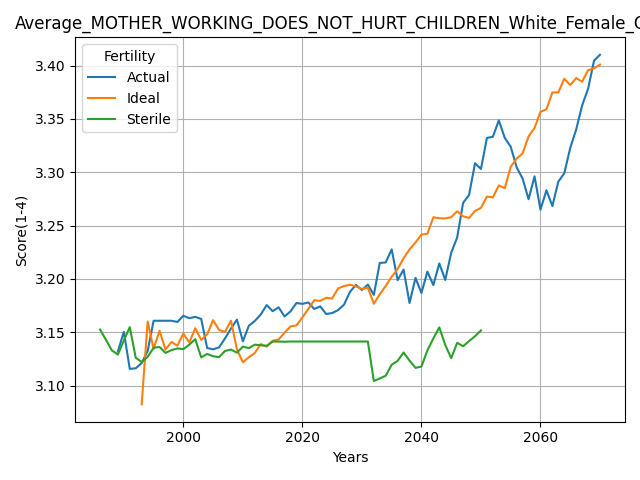 Average_MOTHER_WORKING_DOES_NOT_HURT_CHILDREN_White_Female_
Fertility
Actual
Ideal
Sterile
Score(1-4)
3.40
3.35
3.30
3.25
3.20
3.15
3.10
2000 2020 2040 2060
Years